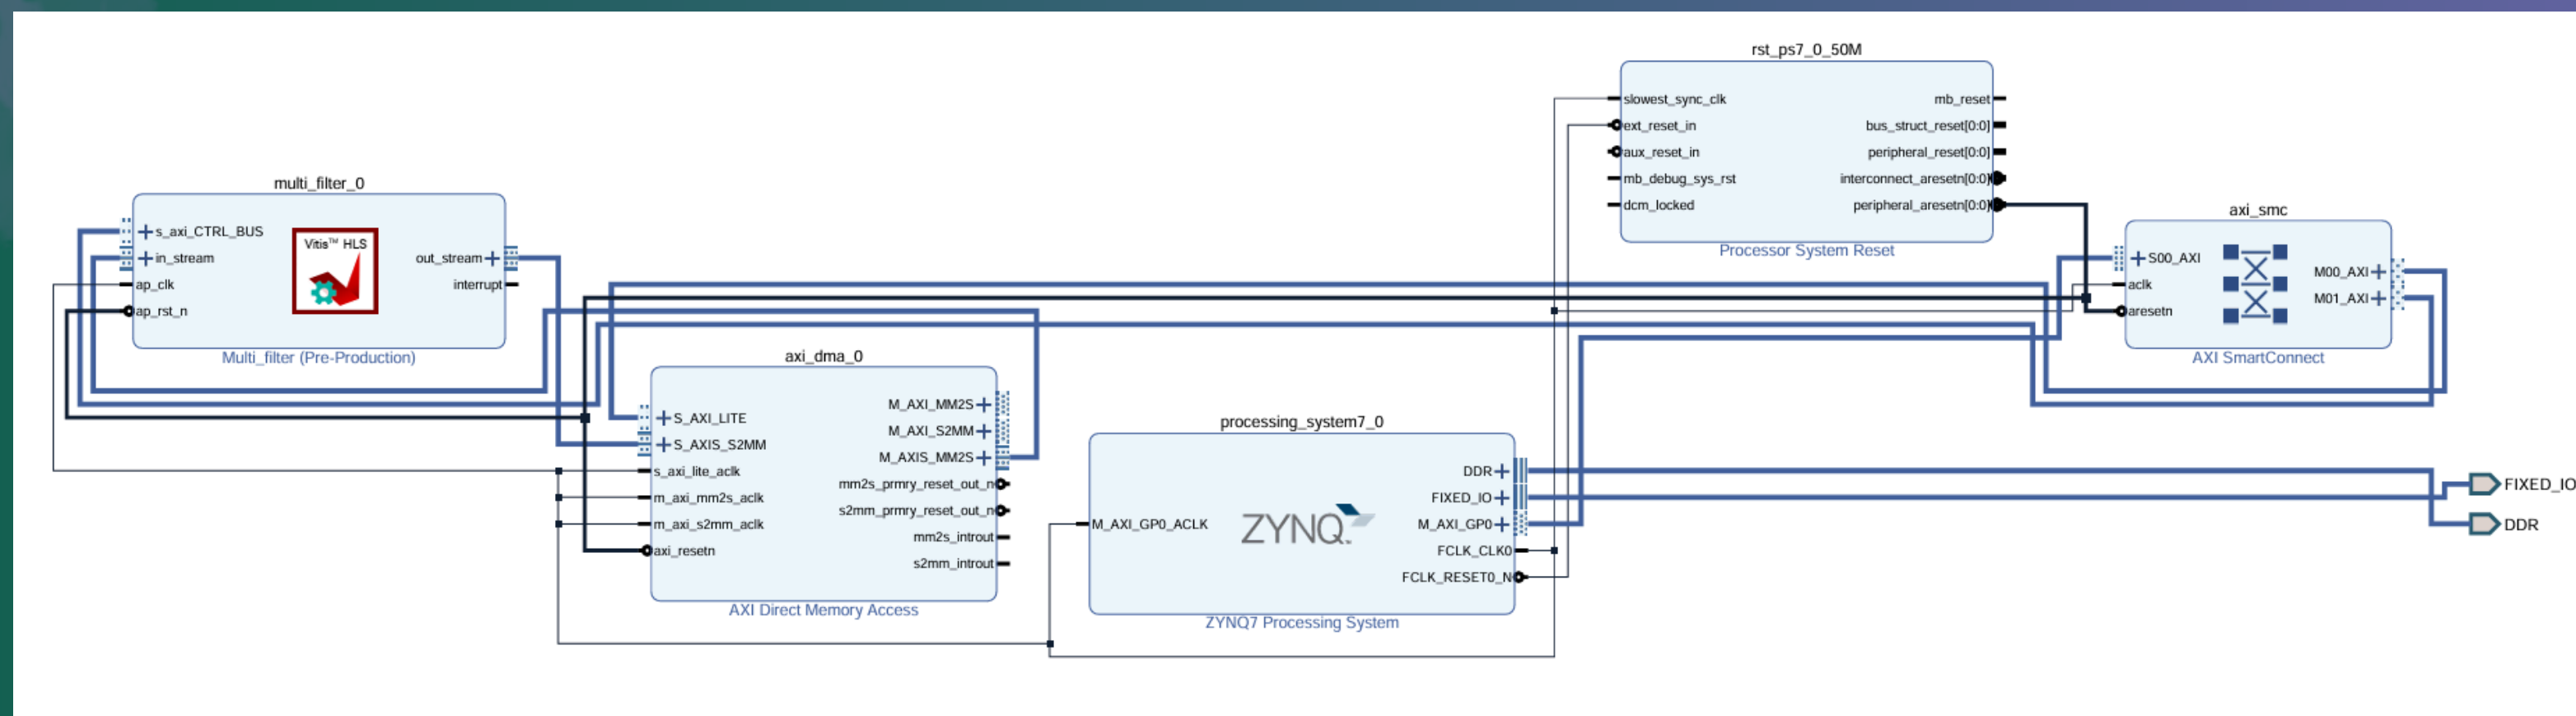 rst_ps7_0_50M
slowest_sync_clk
mb_reset
ext_reset_in
bus_struct_reset[0:0]
aux_reset_in
peripheral_reset[0:0]
mb_debug_sys_rst
interconnect_aresetn[0:0]
dcm_locked
peripheral_aresetn[0:0]
Processor System Reset
multi_filter_0
s_axi_CTRL_BUS
Vitis™ HLS
in_stream
out_stream
ap_clk
interrupt
ap_rst_n
Multi_filter (Pre-Production)
axi_smc
S00_AXI
M00_AXI
aclk
M01_AXI
aresetn
AXI SmartConnect
axi_dma_0
M_AXI_MM2S
S_AXI_LITE
M_AXI_S2MM
S_AXIS_S2MM
M_AXIS_MM2S
s_axi_lite_aclk
mm2s_prmry_reset_out_n
m_axi_mm2s_aclk
s2mm_prmry_reset_out_n
m_axi_s2mm_aclk
mm2s_introut
axi_resetn
s2mm_introut
AXI Direct Memory Access
processing_system7_0
DDR
FIXED_IO
M_AXI_GP0_ACLK
ZYNQ
M_AXI_GP0
FCLK_CLK0
FCLK_RESET0_N
ZYNQ7 Processing System
FIXED_IO
DDR